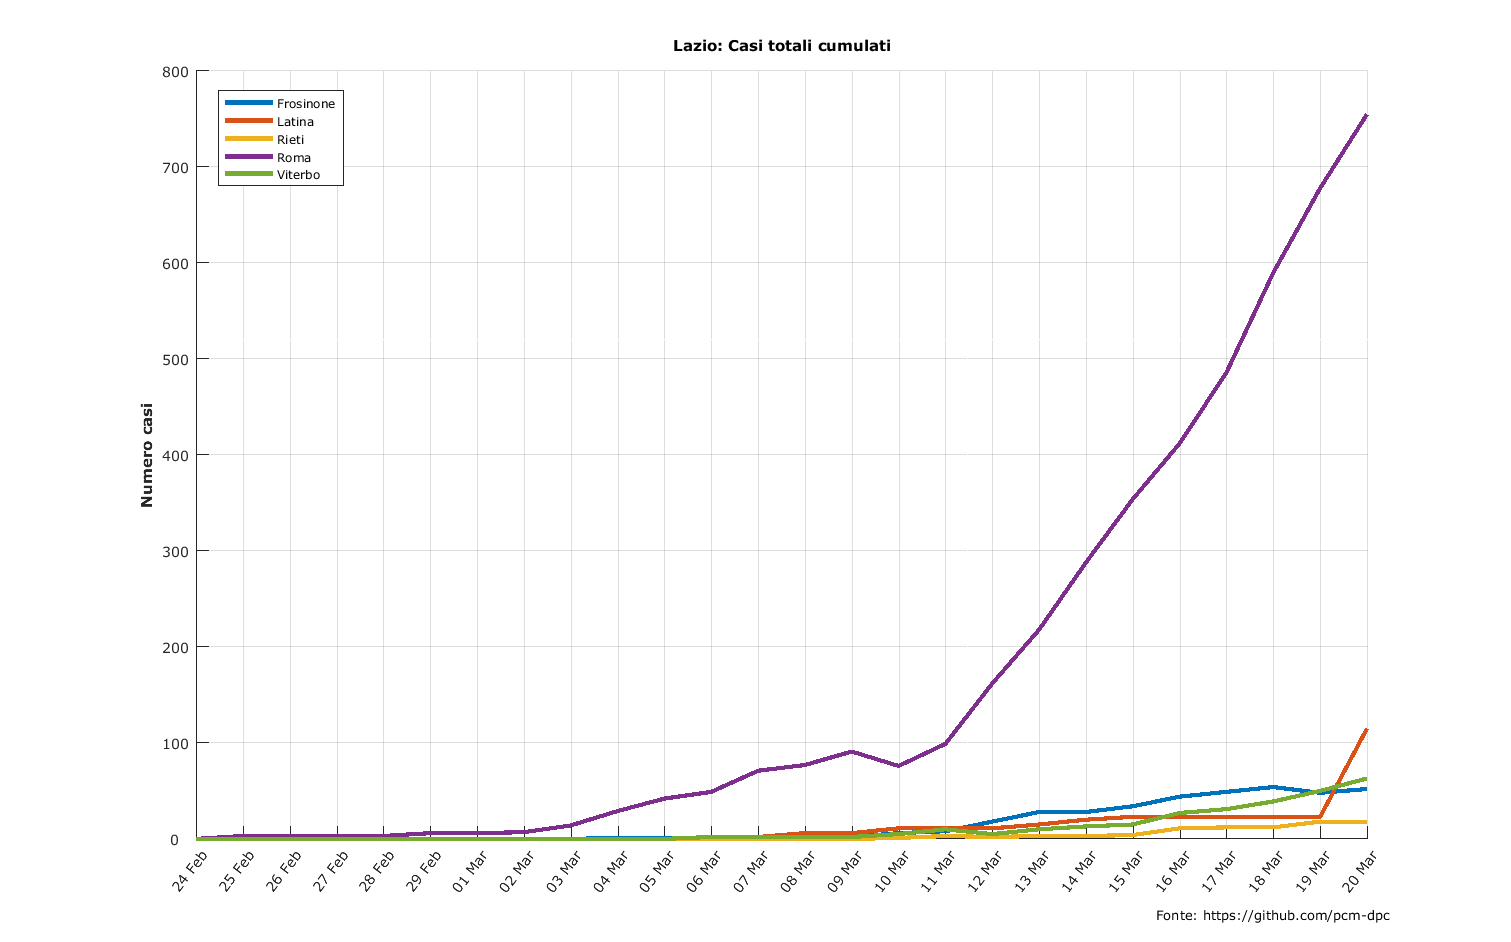 Lazio: Casi totali cumulati
800
700
600
500
400
300
200
100
0
Numero casi
Frosinone
Latina
Rieti
Roma
Viterbo
24 Feb
25 Feb
26 Feb
27 Feb
28 Feb
29 Feb
01 Mar
02 Mar
03 Mar
04 Mar
05 Mar
06 Mar
07 Mar
08 Mar
09 Mar
10 Mar
11 Mar
12 Mar
13 Mar
14 Mar
15 Mar
16 Mar
17 Mar
18 Mar
19 Mar
20 Mar
Fonte: https://github.com/pcm-dpc